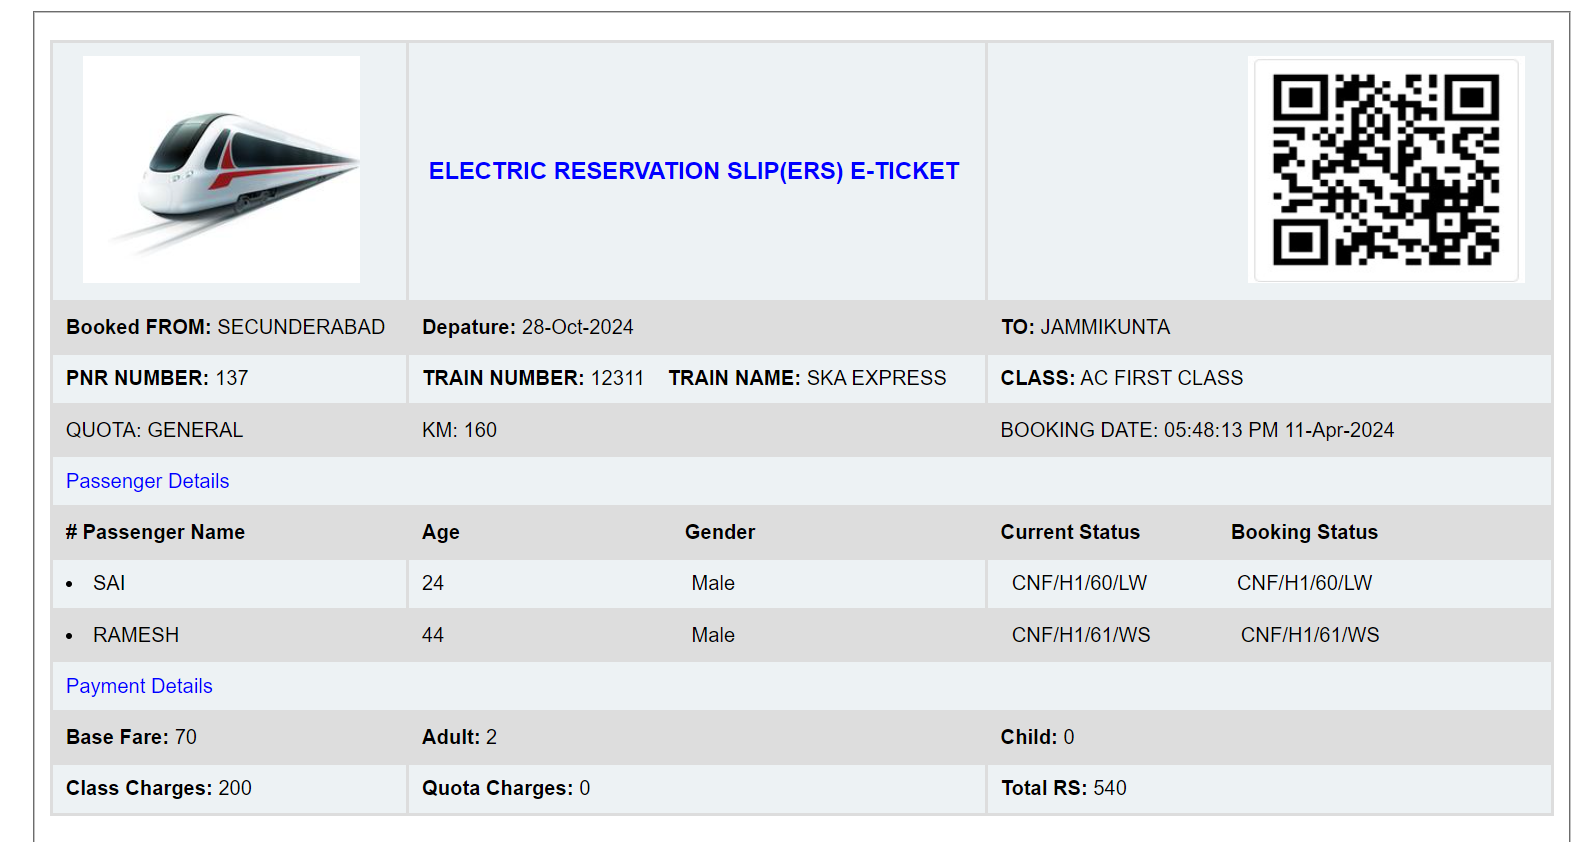 ELECTRIC RESERVATION SLIP(ERS) E-TICKET
Booked FROM: SECUNDERABAD Depature: 28-Oct-2024 TO: JAMMIKUNTA
PNR NUMBER: 137 TRAIN NUMBER: 12311 TRAIN NAME: SKA EXPRESS CLASS: AC FIRST CLASS
QUOTA: GENERAL KM: 160 BOOKING DATE: 05:48:13 PM 11-Apr-2024
Passenger Details
# Passenger Name Age Gender Current Status Booking Status
• SAI 24 Male CNF/H1/60/LW CNF/H1/60/LW
• RAMESH 44 Male CNF/H1/61/WS CNF/H1/61/WS
Payment Details
Base Fare: 70 Adult: 2 Child: 0
Class Charges: 200 Quota Charges: 0 Total RS: 540